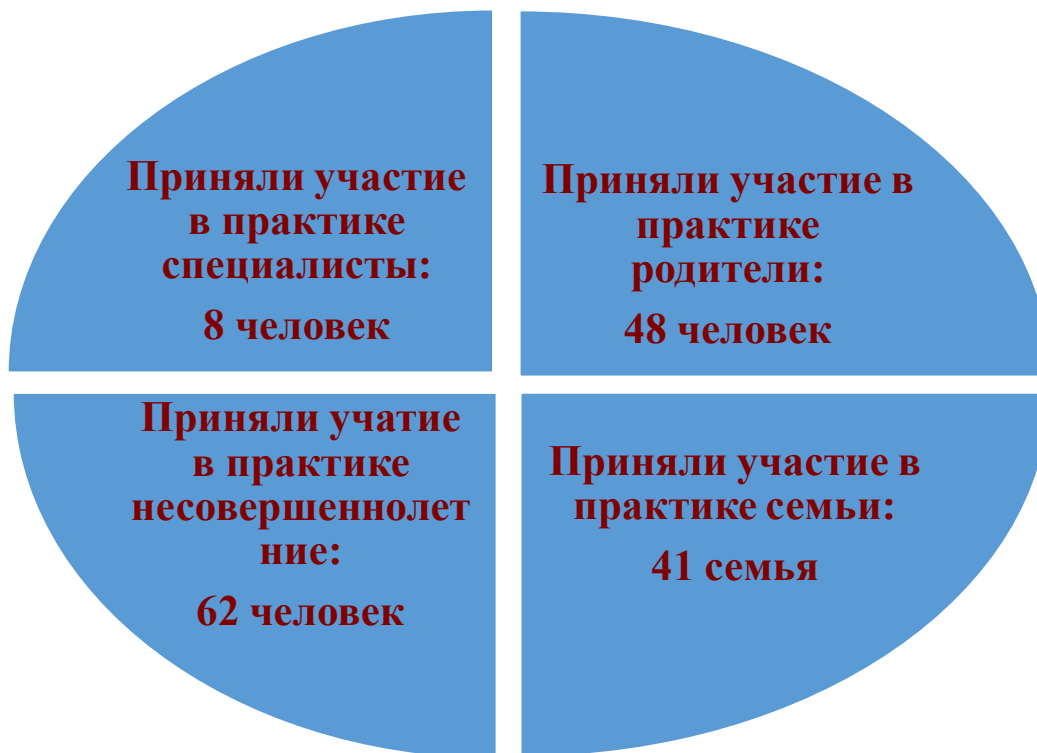 Приняли участие
в практике
специалисты:
8 человек
Приняли участие в
практике
родители:
48 человек
Приняли учатие
в практике
несовершеннолет
ние:
62 человек
Приняли участие в
практике семьи:
41 семья